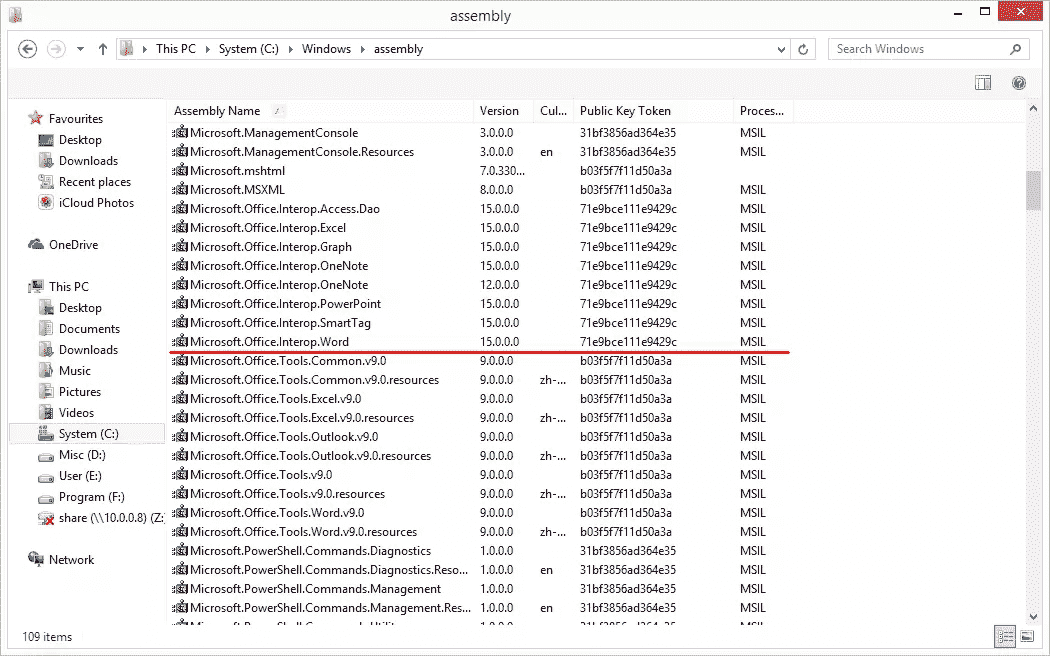 assembly
This PC System (C:) Windows assembly
Search Windows
Favourites
Desktop
Downloads
Recent places
iCloud Photos
OneDrive
This PC
Desktop
Documents
Downloads
Music
Pictures
Videos
System (C:)
Misc (D:)
User (E:)
Program (F:)
share (\\10.0.0.8) (Z:
Network
Assembly Name Version Cul... Public Key Token Proces...
Microsoft.ManagementConsole 3.0.0.0 31bf3856ad364e35 MSIL
Microsoft.ManagementConsole.Resources 3.0.0.0 en 31bf3856ad364e35 MSIL
Microsoft.mshtml 7.0.330... b03f5f7f11d50a3a
Microsoft.MSXML 8.0.0.0 b03f5f7f11d50a3a MSIL
Microsoft.Office.Interop.Access.Dao 15.0.0.0 71e9bce111e9429c MSIL
Microsoft.Office.Interop.Excel 15.0.0.0 71e9bce111e9429c MSIL
Microsoft.Office.Interop.Graph 15.0.0.0 71e9bce111e9429c MSIL
Microsoft.Office.Interop.OneNote 15.0.0.0 71e9bce111e9429c MSIL
Microsoft.Office.Interop.OneNote 12.0.0.0 71e9bce111e9429c MSIL
Microsoft.Office.Interop.PowerPoint 15.0.0.0 71e9bce111e9429c MSIL
Microsoft.Office.Interop.SmartTag 15.0.0.0 71e9bce111e9429c MSIL
Microsoft.Office.Interop.Word 15.0.0.0 71e9bce111e9429c MSIL
Microsoft.Office.Tools.Common.v9.0 9.0.0.0 b03f5f7f11d50a3a MSIL
Microsoft.Office.Tools.Common.v9.0.resources 9.0.0.0 zh-... b03f5f7f11d50a3a MSIL
Microsoft.Office.Tools.Excel.v9.0 9.0.0.0 b03f5f7f11d50a3a MSIL
Microsoft.Office.Tools.Excel.v9.0.resources 9.0.0.0 zh-... b03f5f7f11d50a3a MSIL
Microsoft.Office.Tools.Outlook.v9.0 9.0.0.0 b03f5f7f11d50a3a MSIL
Microsoft.Office.Tools.Outlook.v9.0.resources 9.0.0.0 zh-... b03f5f7f11d50a3a MSIL
Microsoft.Office.Tools.v9.0 9.0.0.0 b03f5f7f11d50a3a MSIL
Microsoft.Office.Tools.v9.0.resources 9.0.0.0 zh-... b03f5f7f11d50a3a MSIL
Microsoft.Office.Tools.Word.v9.0 9.0.0.0 b03f5f7f11d50a3a MSIL
Microsoft.Office.Tools.Word.v9.0.resources 9.0.0.0 zh-... b03f5f7f11d50a3a MSIL
Microsoft.PowerShell.Commands.Diagnostics 1.0.0.0 31bf3856ad364e35 MSIL
Microsoft.PowerShell.Commands.Diagnostics.Reso... 1.0.0.0 en 31bf3856ad364e35 MSIL
Microsoft.PowerShell.Commands.Management 1.0.0.0 31bf3856ad364e35 MSIL
Microsoft.PowerShell.Commands.Management.Res... 1.0.0.0 en 31bf3856ad364e35 MSIL
109 items